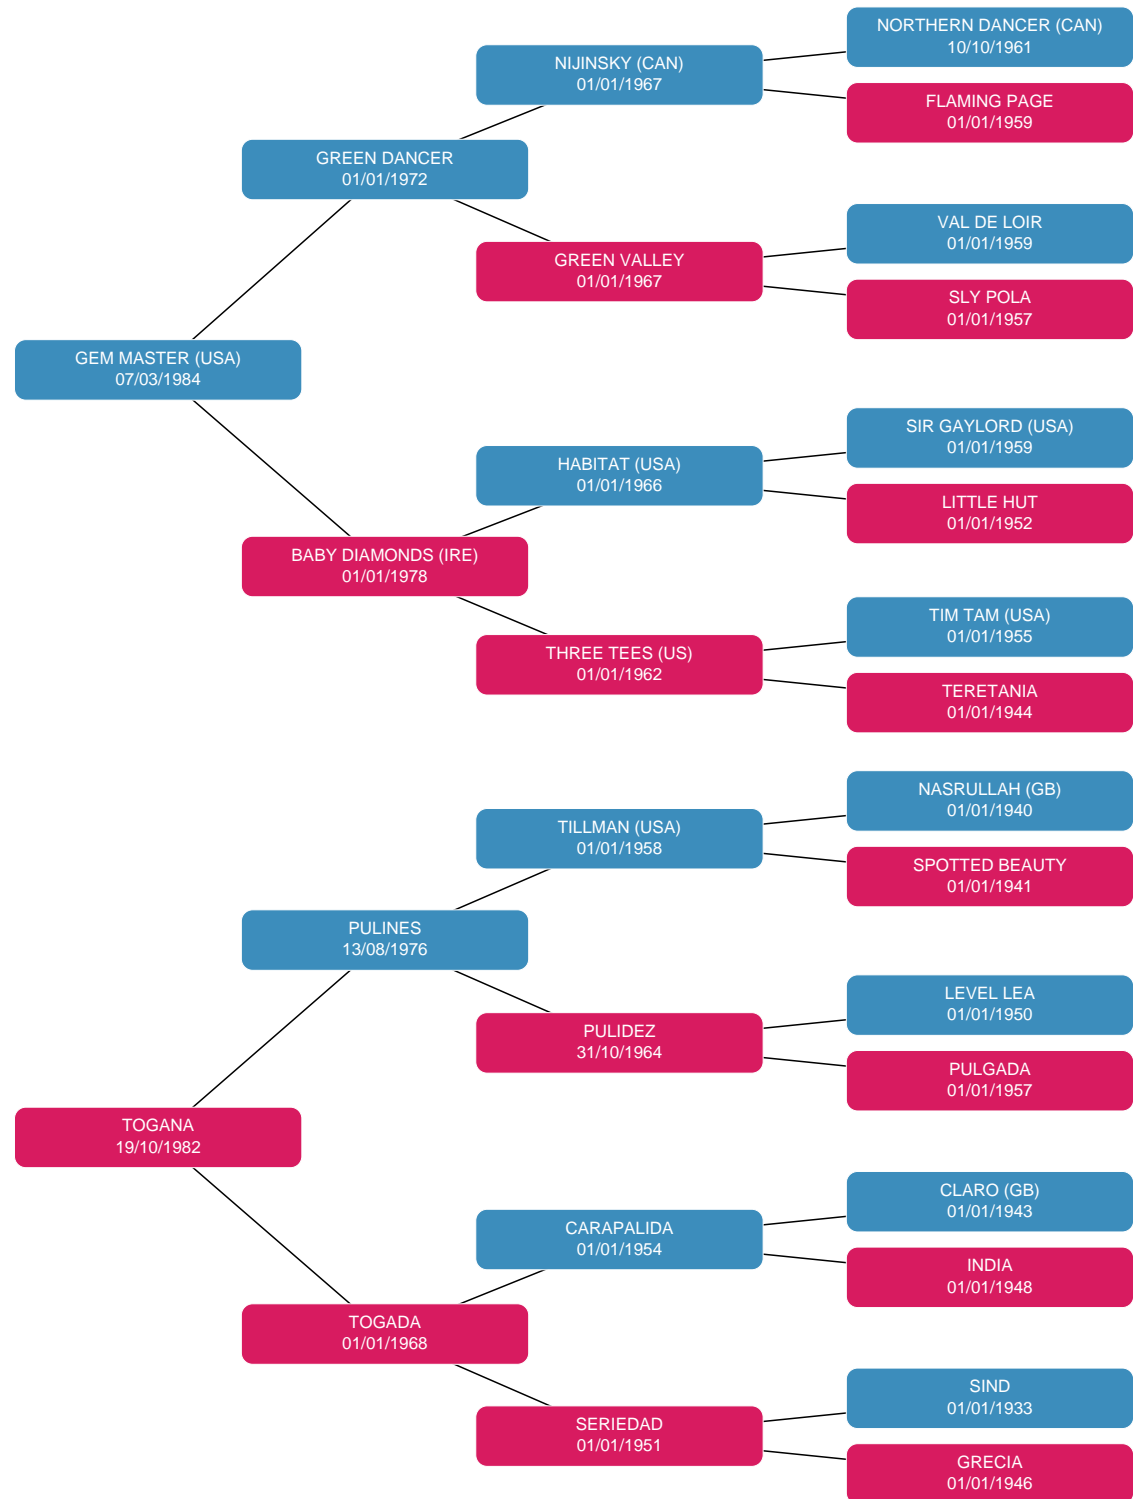 NORTHERN DANCER (CAN)
10/10/1961
NIJINSKY (CAN)
01/01/1967
FLAMING PAGE
01/01/1959
GREEN DANCER
01/01/1972
VAL DE LOIR
01/01/1959
GREEN VALLEY
01/01/1967
SLY POLA
01/01/1957
GEM MASTER (USA)
07/03/1984
SIR GAYLORD (USA)
01/01/1959
HABITAT (USA)
01/01/1966
LITTLE HUT
01/01/1952
BABY DIAMONDS (IRE)
01/01/1978
TIM TAM (USA)
01/01/1955
THREE TEES (US)
01/01/1962
TERETANIA
01/01/1944
NASRULLAH (GB)
01/01/1940
TILLMAN (USA)
01/01/1958
SPOTTED BEAUTY
01/01/1941
PULINES
13/08/1976
LEVEL LEA
01/01/1950
PULIDEZ
31/10/1964
PULGADA
01/01/1957
TOGANA
19/10/1982
CLARO (GB)
01/01/1943
CARAPALIDA
01/01/1954
INDIA
01/01/1948
TOGADA
01/01/1968
SIND
01/01/1933
SERIEDAD
01/01/1951
GRECIA
01/01/1946